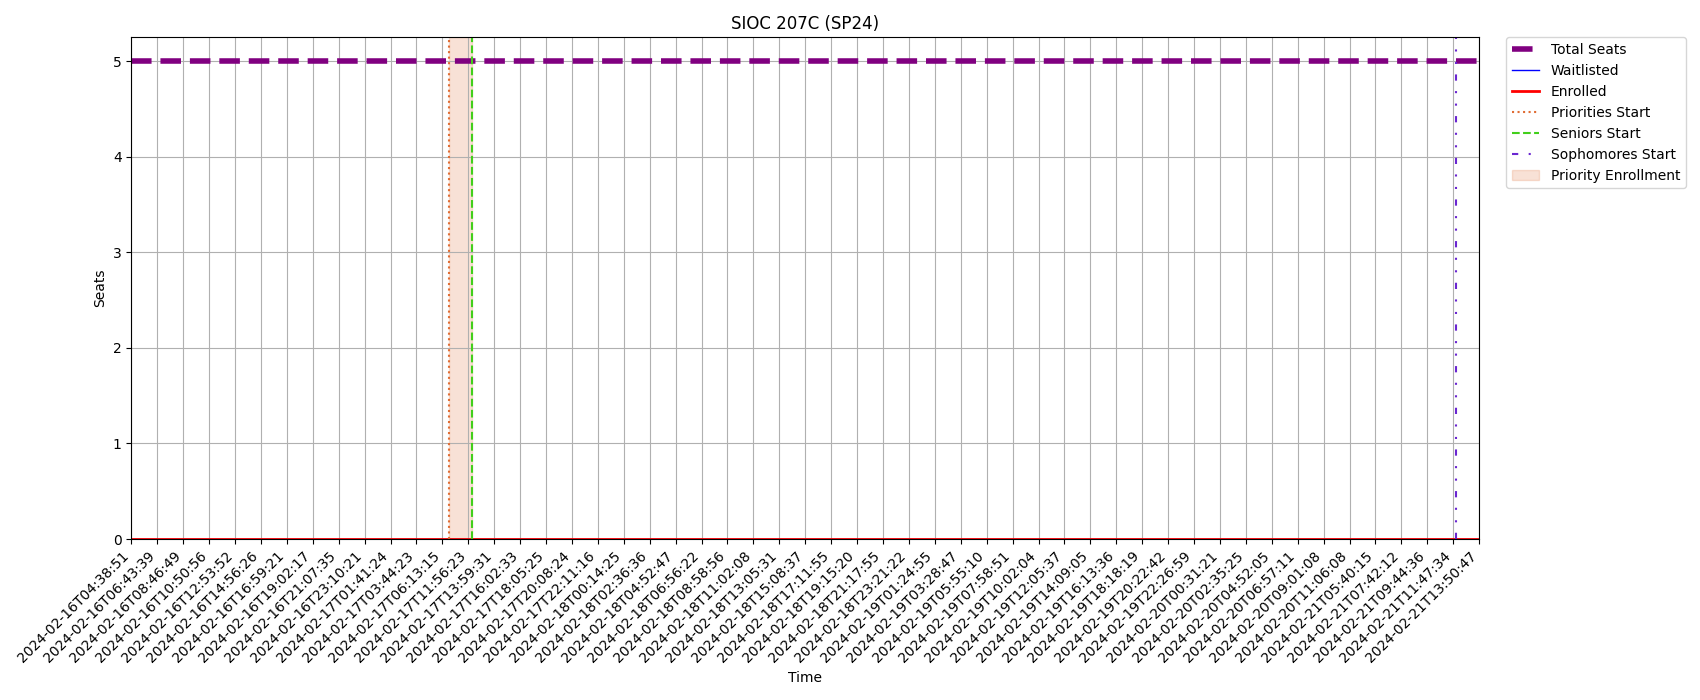 SIOC 207C (SP24)
Total Seats
Waitlisted
Enrolled
Priorities Start
Seniors Start
Sophomores Start
Priority Enrollment
Seats
5
4
3
2
1
0
2024-02-16T04:38:51
2024-02-16T06:43:39
2024-02-16T08:46:49
2024-02-16T10:50:56
2024-02-16T12:53:52
2024-02-16T14:56:26
2024-02-16T16:59:21
2024-02-16T19:02:17
2024-02-16T21:07:35
2024-02-16T23:10:21
2024-02-17T01:41:24
2024-02-17T03:44:23
2024-02-17T06:13:15
2024-02-17T11:56:23
2024-02-17T13:59:31
2024-02-17T16:02:33
2024-02-17T18:05:25
2024-02-17T20:08:24
2024-02-17T22:11:16
2024-02-18T00:14:25
2024-02-18T02:36:36
2024-02-18T04:52:47
2024-02-18T06:56:22
2024-02-18T08:58:56
2024-02-18T11:02:08
2024-02-18T13:05:31
2024-02-18T15:08:37
2024-02-18T17:11:55
2024-02-18T19:15:20
2024-02-18T21:17:55
2024-02-18T23:21:22
2024-02-19T01:24:55
2024-02-19T03:28:47
2024-02-19T05:55:10
2024-02-19T07:58:51
2024-02-19T10:02:04
2024-02-19T12:05:37
2024-02-19T14:09:05
2024-02-19T16:13:36
2024-02-19T18:18:19
2024-02-19T20:22:42
2024-02-19T22:26:59
2024-02-20T00:31:21
2024-02-20T02:35:25
2024-02-20T04:52:05
2024-02-20T06:57:11
2024-02-20T09:01:08
2024-02-20T11:06:08
2024-02-21T05:40:15
2024-02-21T07:42:12
2024-02-21T09:44:36
2024-02-21T11:47:34
2024-02-21T13:50:47
Time